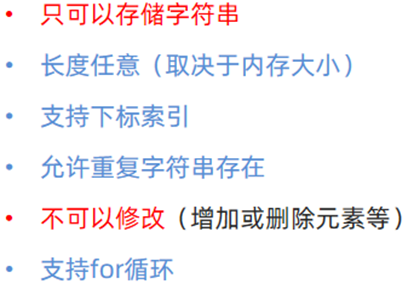 • 只可以存储字符串
• 长度任意（取决于内存大小）
• 支持下标索引
• 允许重复字符串存在
• 不可以修改（增加或删除元素等）
• 支持for循环